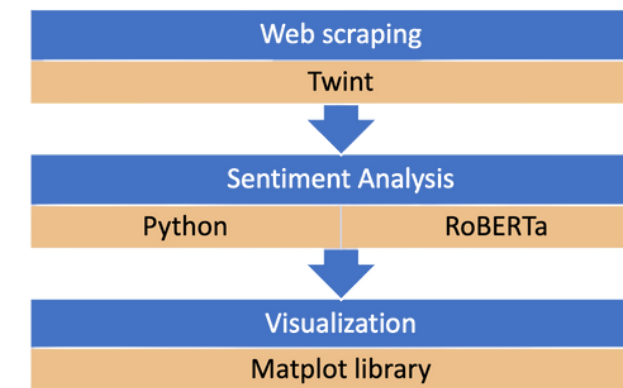 Web scraping
Twint
Sentiment Analysis
Python RoBERTa
Visualization
Matplot library